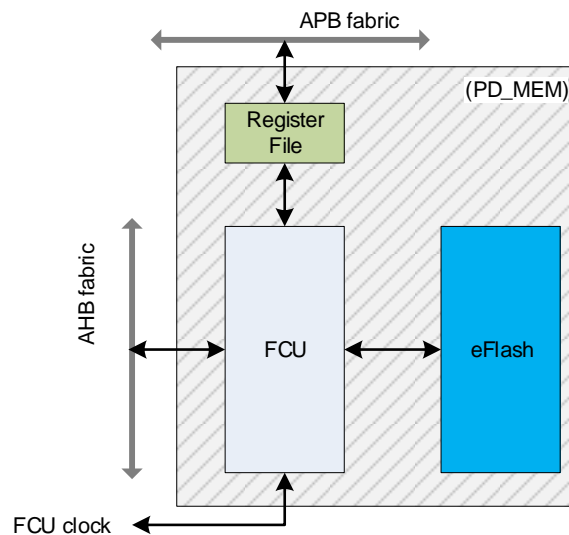 APB fabric
(PD_MEM)
Register
File
AHB fabric
FCU
eFlash
FCU clock